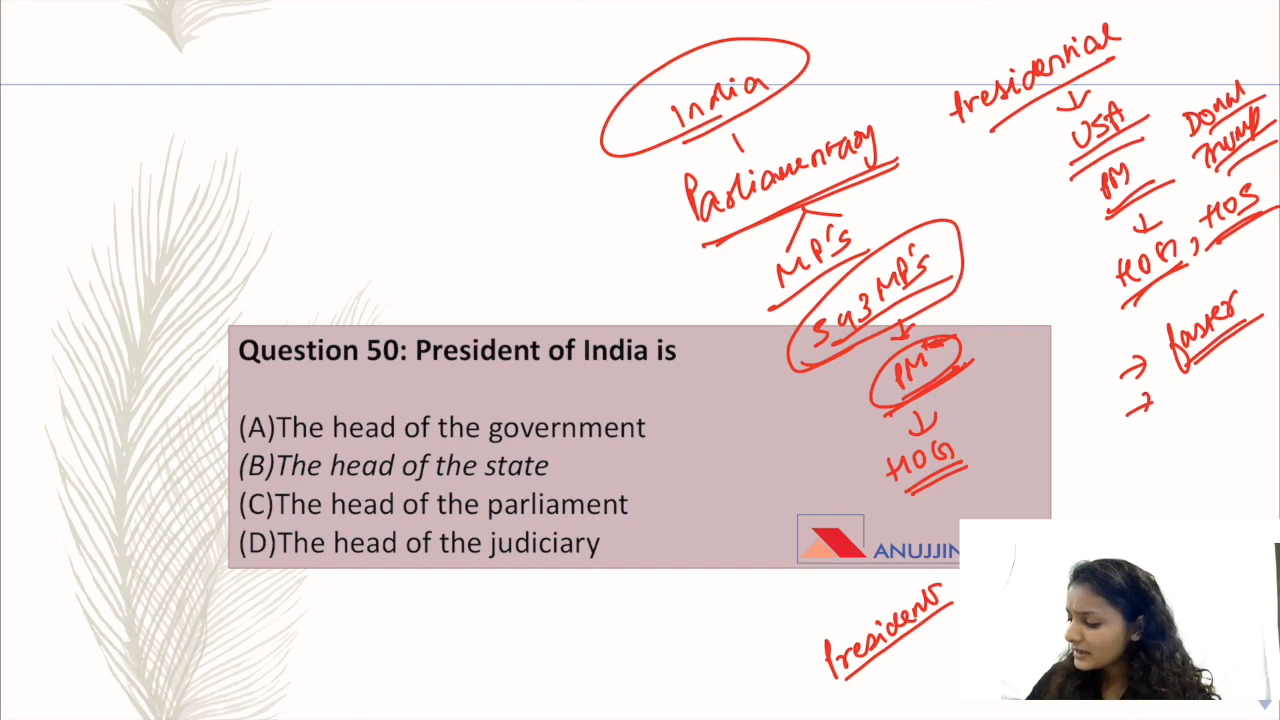 India
Parliamentary
MP's
543 MP's
PM
HOG
Presidential
USA
PM
Donal
Trump
HOG, HOS
faster
Question 50: President of India is
(A)The head of the government
(B)The head of the state
(C)The head of the parliament
(D)The head of the judiciary
ANUJJIN
President